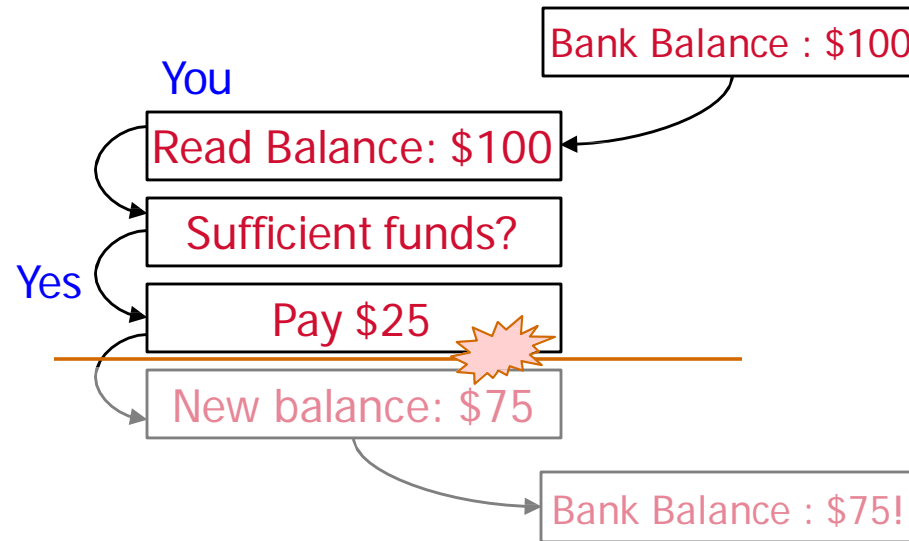 Bank Balance : $100
You
Read Balance: $100
Sufficient funds?
Yes
Pay $25
New balance: $75
Bank Balance : $75!